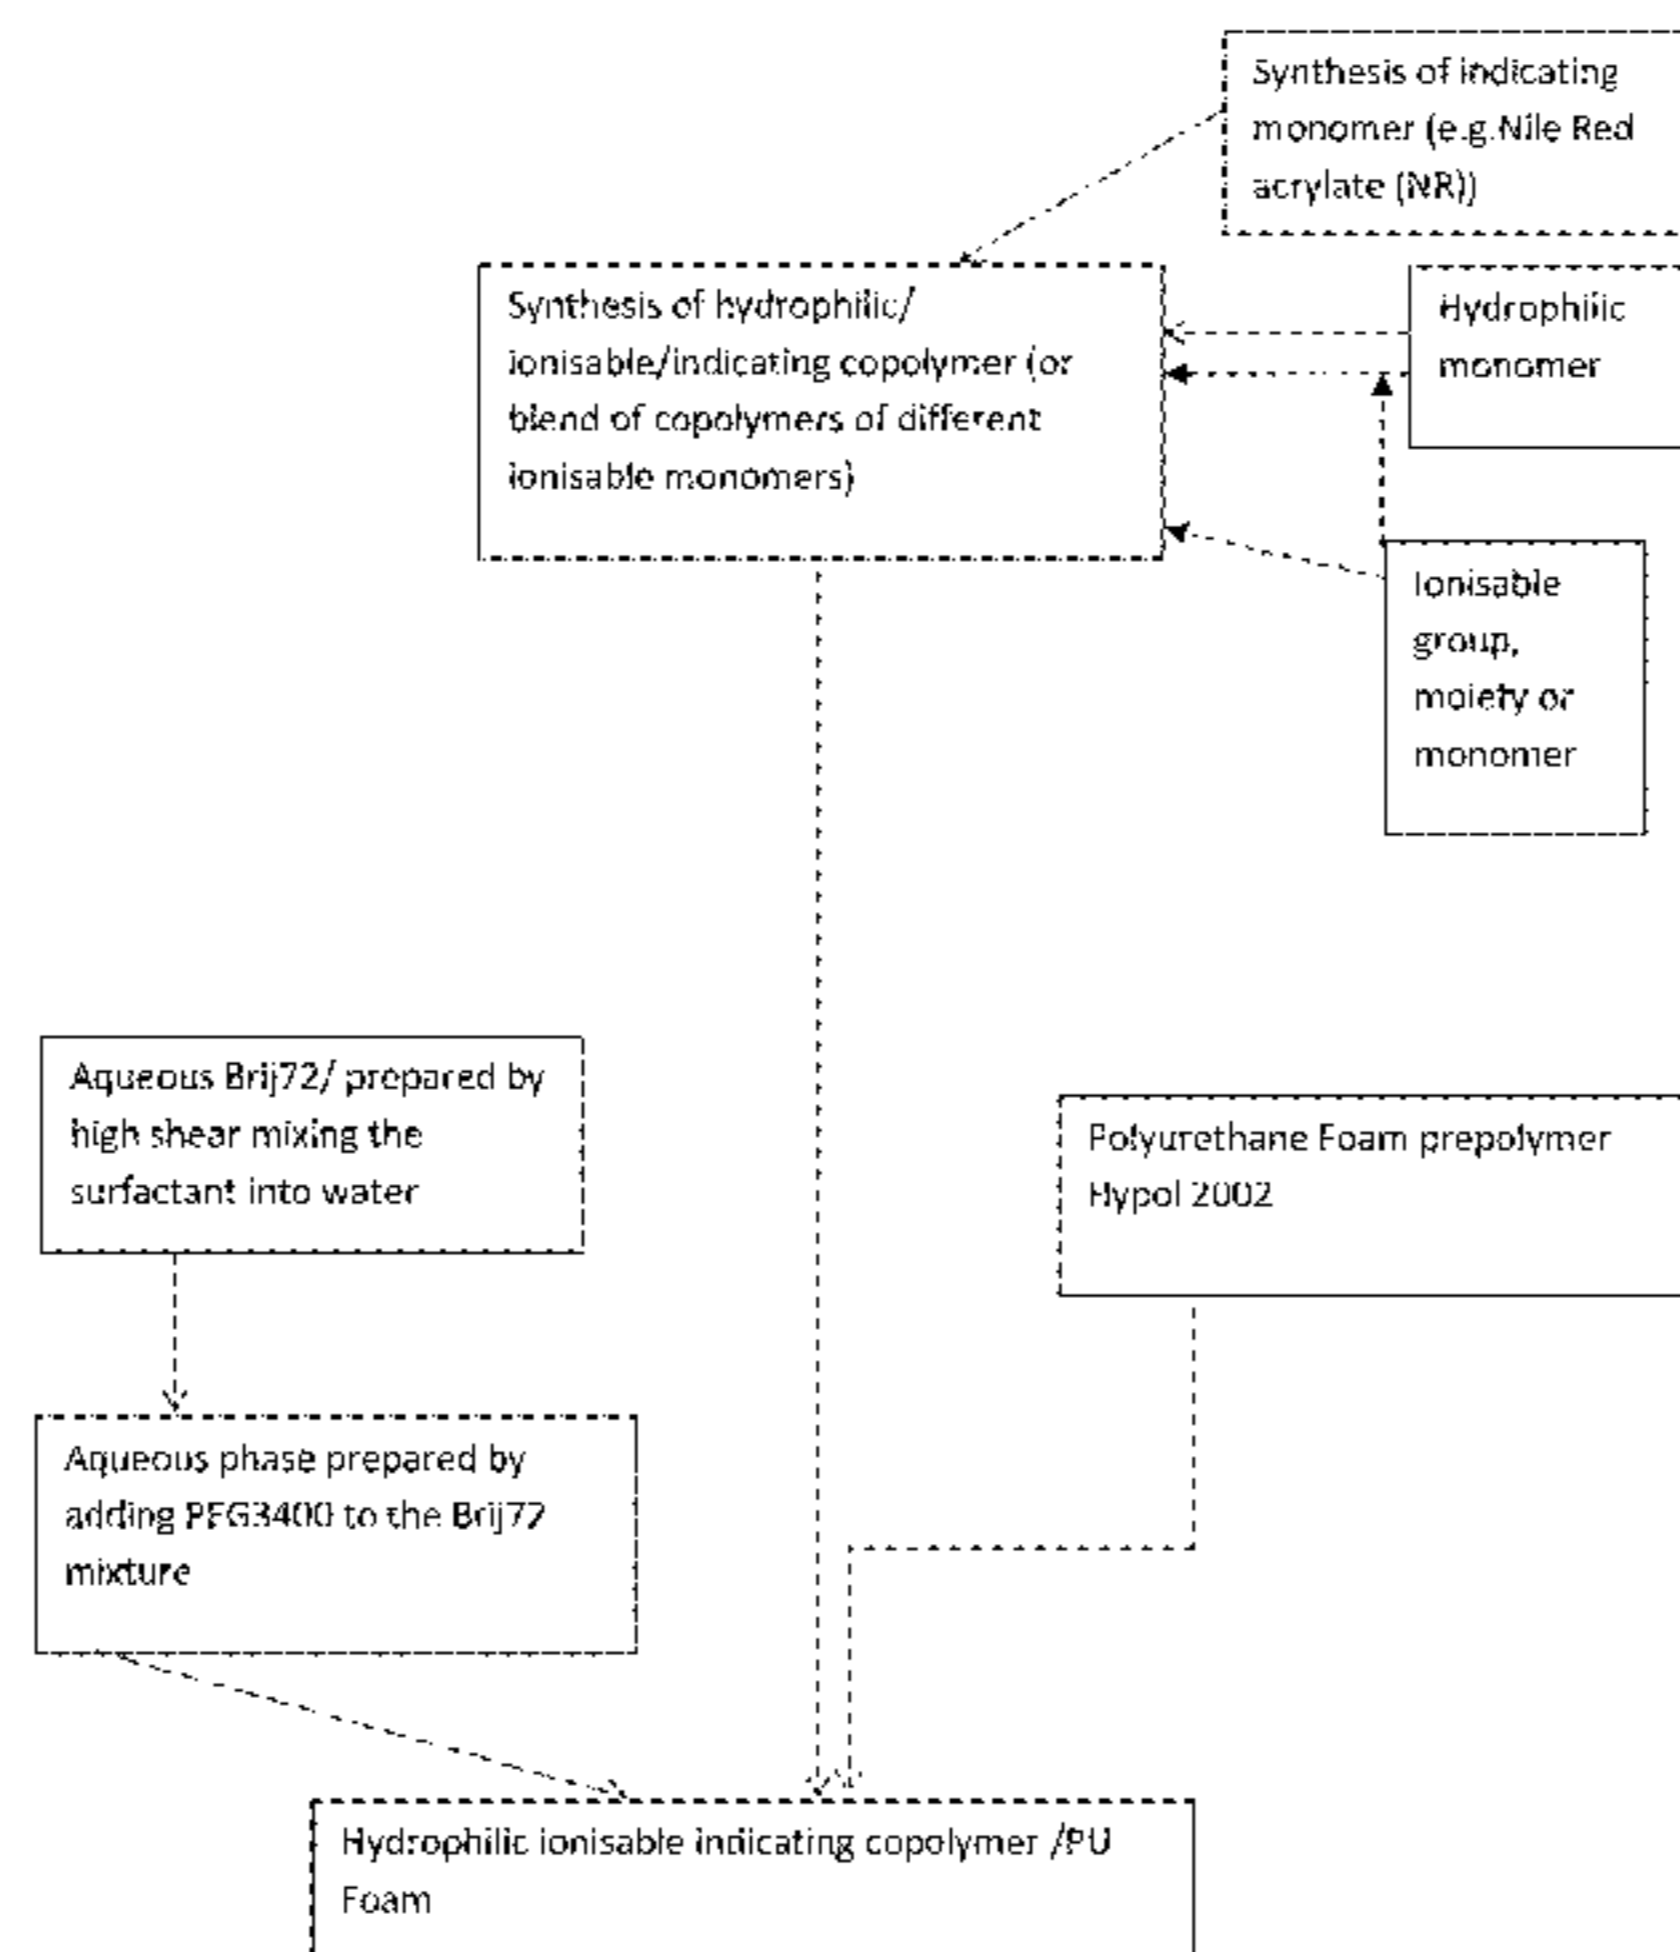 Synthesis of indicating
monomer (e.g.Nile Red
acrylate (NR))
Synthesis of hydrophilic/
ionisable/indicating copolymer (or
blend of copolymers of different
ionisable monomers)
Hydrophilic
monomer
Ionisable
group,
moiety or
monomer
Aqueous Brij72/ prepared by
high shear mixing the
surfactant into water
Polyurethane Foam prepolymer
Hypol 2002
Aqueous phase prepared by
adding PEG3400 to the Brij72
mixture
Hydrophilic ionisable indicating copolymer /PU
Foam